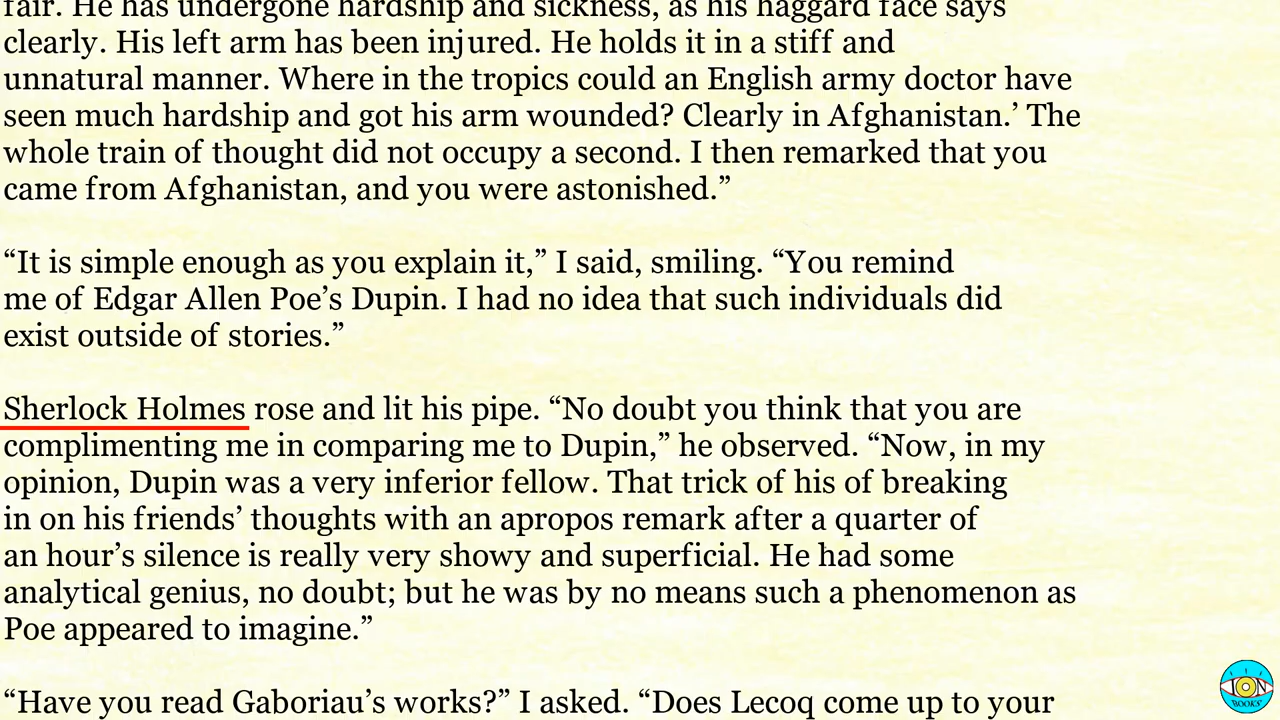 fair. He has undergone hardship and sickness, as his haggard face says
clearly. His left arm has been injured. He holds it in a stiff and
unnatural manner. Where in the tropics could an English army doctor have
seen much hardship and got his arm wounded? Clearly in Afghanistan.’ The
whole train of thought did not occupy a second. I then remarked that you
came from Afghanistan, and you were astonished.”
“It is simple enough as you explain it,” I said, smiling. “You remind
me of Edgar Allen Poe’s Dupin. I had no idea that such individuals did
exist outside of stories.”
Sherlock Holmes rose and lit his pipe. “No doubt you think that you are
complimenting me in comparing me to Dupin,” he observed. “Now, in my
opinion, Dupin was a very inferior fellow. That trick of his of breaking
in on his friends’ thoughts with an apropos remark after a quarter of
an hour’s silence is really very showy and superficial. He had some
analytical genius, no doubt; but he was by no means such a phenomenon as
Poe appeared to imagine.”
“Have you read Gaboriau’s works?” I asked. “Does Lecoq come up to your
ION
BOOKS